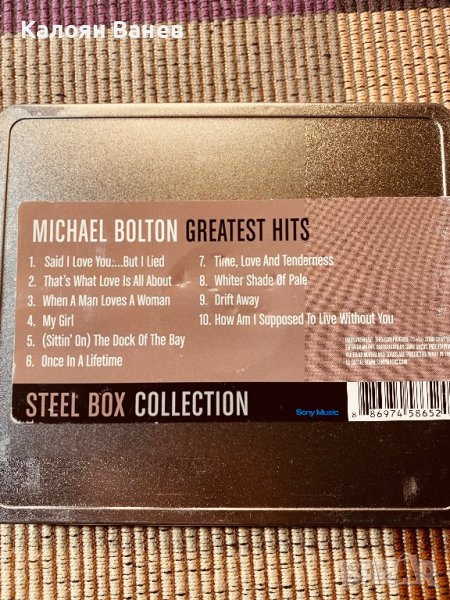 Калоян Ванев
MICHAEL BOLTON GREATEST HITS
1. Said I Love You...But I Lied
2. That's What Love Is All About
3. When A Man Loves A Woman
4. My Girl
5. (Sittin' On) The Dock Of The Bay
6. Once In A Lifetime
7. Time, Love And Tenderness
8. Whiter Shade Of Pale
9. Drift Away
10. How Am I Supposed To Live Without You
STEEL BOX COLLECTION
Sony Music
8 86974 58652